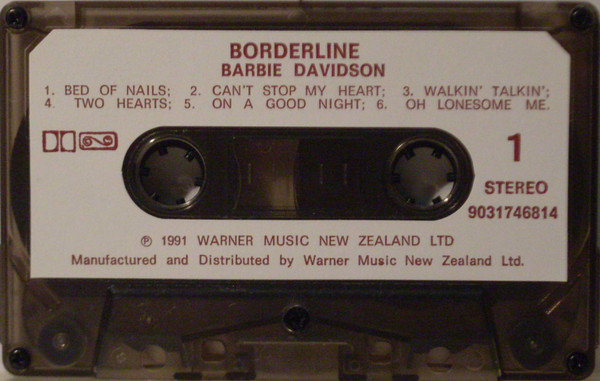 BORDERLINE
BARBIE DAVIDSON
1. BED OF NAILS; 2. CAN'T STOP MY HEART; 3. WALKIN' TALKIN';
4. TWO HEARTS; 5. ON A GOOD NIGHT; 6. OH LONESOME ME.
1
STEREO
9031746814
℗ 1991 WARNER MUSIC NEW ZEALAND LTD
Manufactured and Distributed by Warner Music New Zealand Ltd.